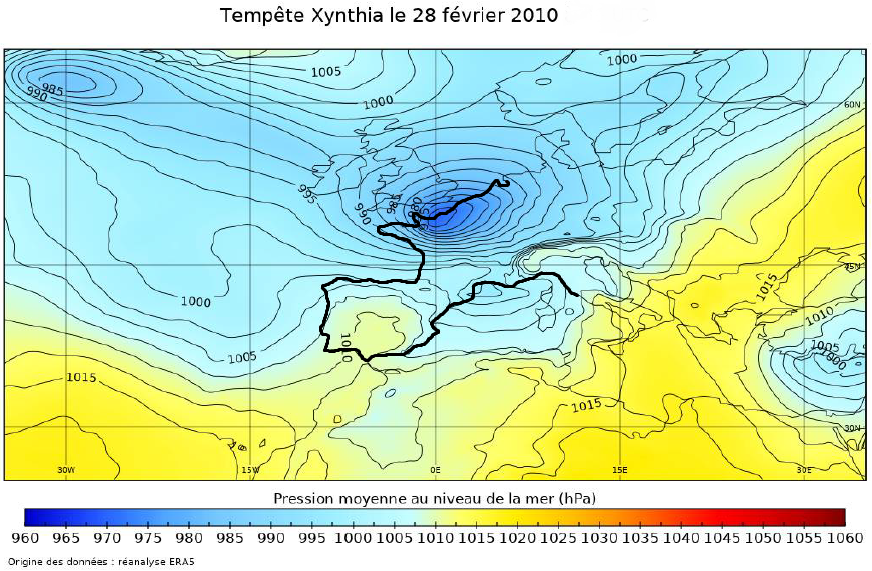 Tempête Xynthia le 28 février 2010
1005
1000
985
990
1000
60N
995
990
985
980
45N
1015
1000
1010
1010
1005
1000
1005
1015
1015
30N
30W
15W
0E
15E
30E
Pression moyenne au niveau de la mer (hPa)
960 965 970 975 980 985 990 995 1000 1005 1010 1015 1020 1025 1030 1035 1040 1045 1050 1055 1060
Origine des données : réanalyse ERA5